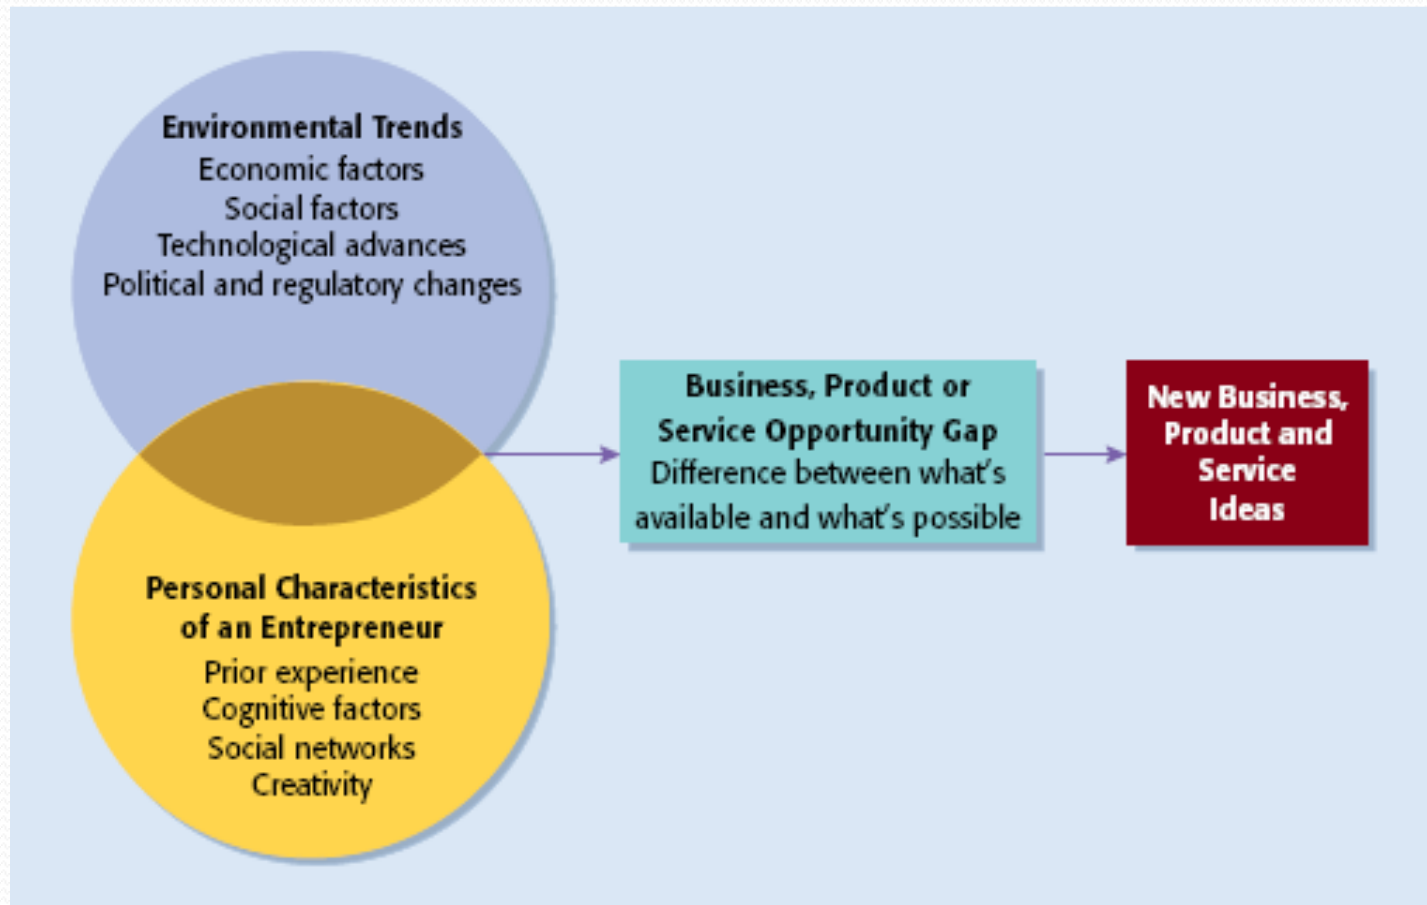 Environmental Trends
Economic factors
Social factors
Technological advances
Political and regulatory changes
Personal Characteristics
of an Entrepreneur
Prior experience
Cognitive factors
Social networks
Creativity
Business, Product or
Service Opportunity Gap
Difference between what's
available and what's possible
New Business,
Product and
Service
Ideas